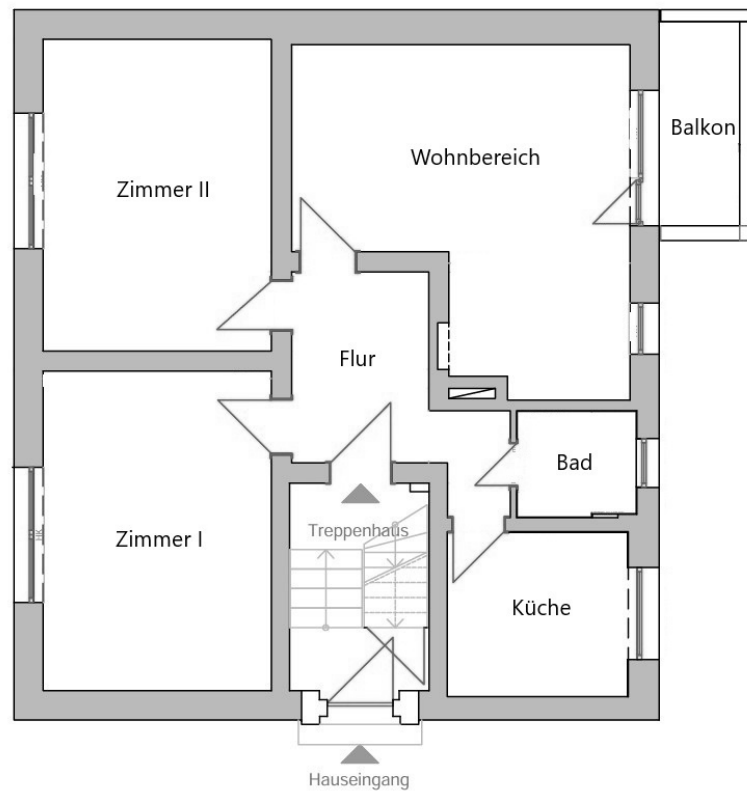 Balkon
Wohnbereich
Zimmer II
Flur
Bad
Treppenhaus
Zimmer I
Küche
Hauseingang